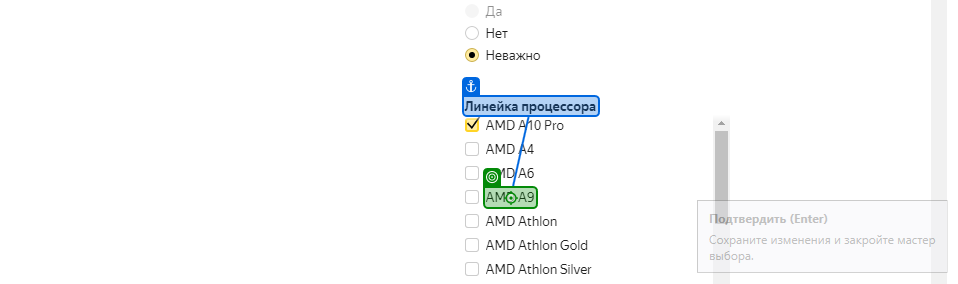 Да
Нет
Неважно
Линейка процессора
AMD A10 Pro
AMD A4
AMD A6
AMD A9
AMD Athlon
AMD Athlon Gold
AMD Athlon Silver
Подтвердить (Enter)
Сохраните изменения и закройте мастер
выбора.